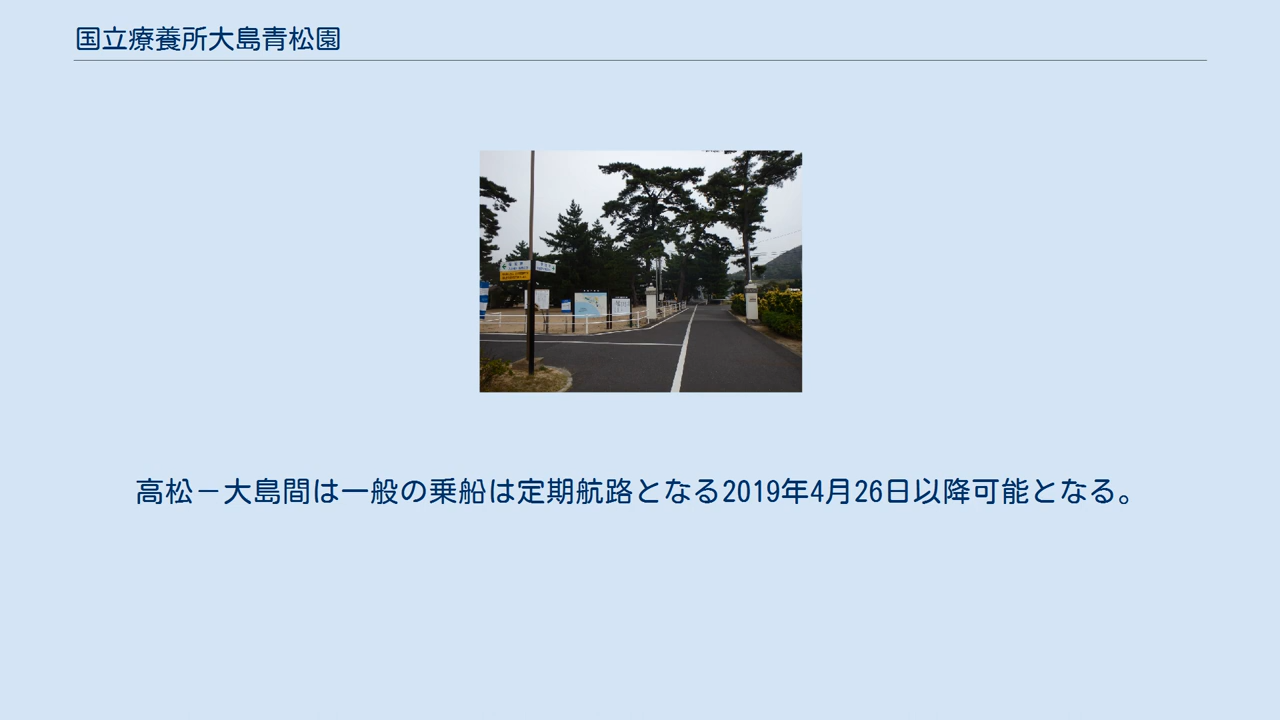 国立療養所大島青松園
高松－大島間は一般の乗船は定期航路となる2019年4月26日以降可能となる。